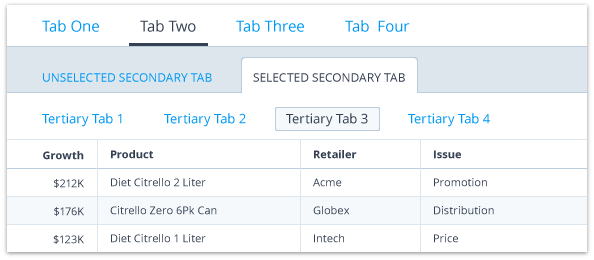 Tab One Tab Two Tab Three Tab Four
UNSELECTED SECONDARY TAB SELECTED SECONDARY TAB
Tertiary Tab 1 Tertiary Tab 2 Tertiary Tab 3 Tertiary Tab 4
Growth Product Retailer Issue
$212K Diet Citrello 2 Liter Acme Promotion
$176K Citrello Zero 6Pk Can Globex Distribution
$123K Diet Citrello 1 Liter Intech Price